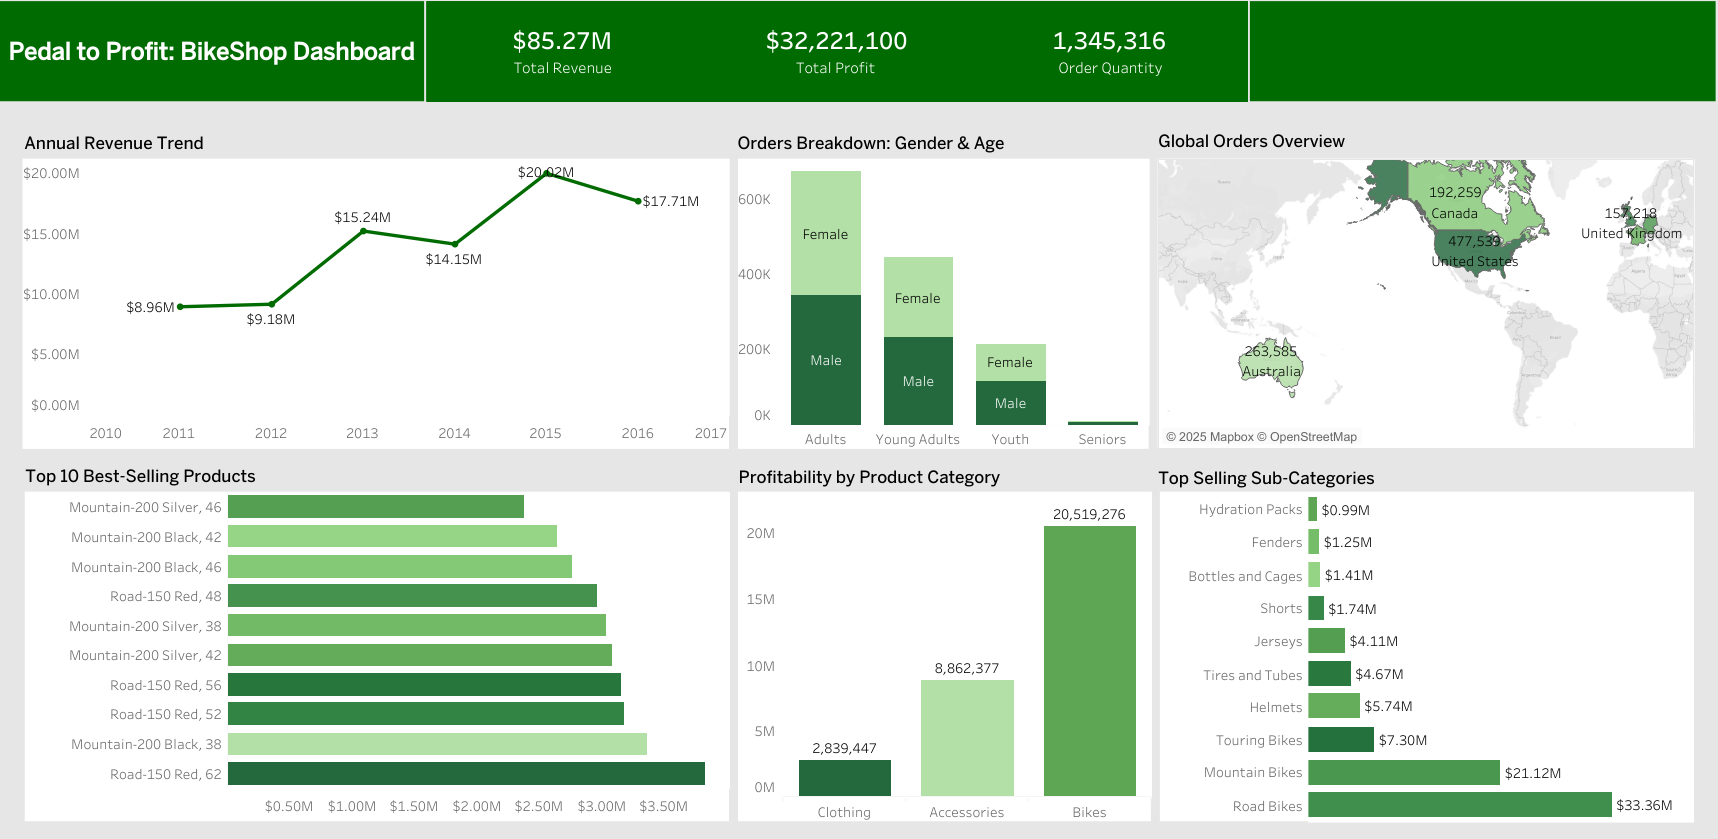 Pedal to Profit: BikeShop Dashboard
$85.27M
Total Revenue
$32,221,100
Total Profit
1,345,316
Order Quantity
Annual Revenue Trend
$20.00M
$15.00M
$10.00M
$5.00M
$0.00M
$8.96M
$9.18M
$15.24M
$14.15M
$20.02M
$17.71M
2010 2011 2012 2013 2014 2015 2016 2017
Orders Breakdown: Gender & Age
600K
400K
200K
0K
Female
Male
Female
Male
Female
Male
Adults Young Adults Youth Seniors
Global Orders Overview
192,259
Canada
477,539
United States
157,218
United Kingdom
263,585
Australia
© 2025 Mapbox © OpenStreetMap
Top 10 Best-Selling Products
Mountain-200 Silver, 46
Mountain-200 Black, 42
Mountain-200 Black, 46
Road-150 Red, 48
Mountain-200 Silver, 38
Mountain-200 Silver, 42
Road-150 Red, 56
Road-150 Red, 52
Mountain-200 Black, 38
Road-150 Red, 62
$0.50M $1.00M $1.50M $2.00M $2.50M $3.00M $3.50M
Profitability by Product Category
20M
15M
10M
5M
0M
2,839,447
8,862,377
20,519,276
Clothing Accessories Bikes
Top Selling Sub-Categories
Hydration Packs $0.99M
Fenders $1.25M
Bottles and Cages $1.41M
Shorts $1.74M
Jerseys $4.11M
Tires and Tubes $4.67M
Helmets $5.74M
Touring Bikes $7.30M
Mountain Bikes $21.12M
Road Bikes $33.36M